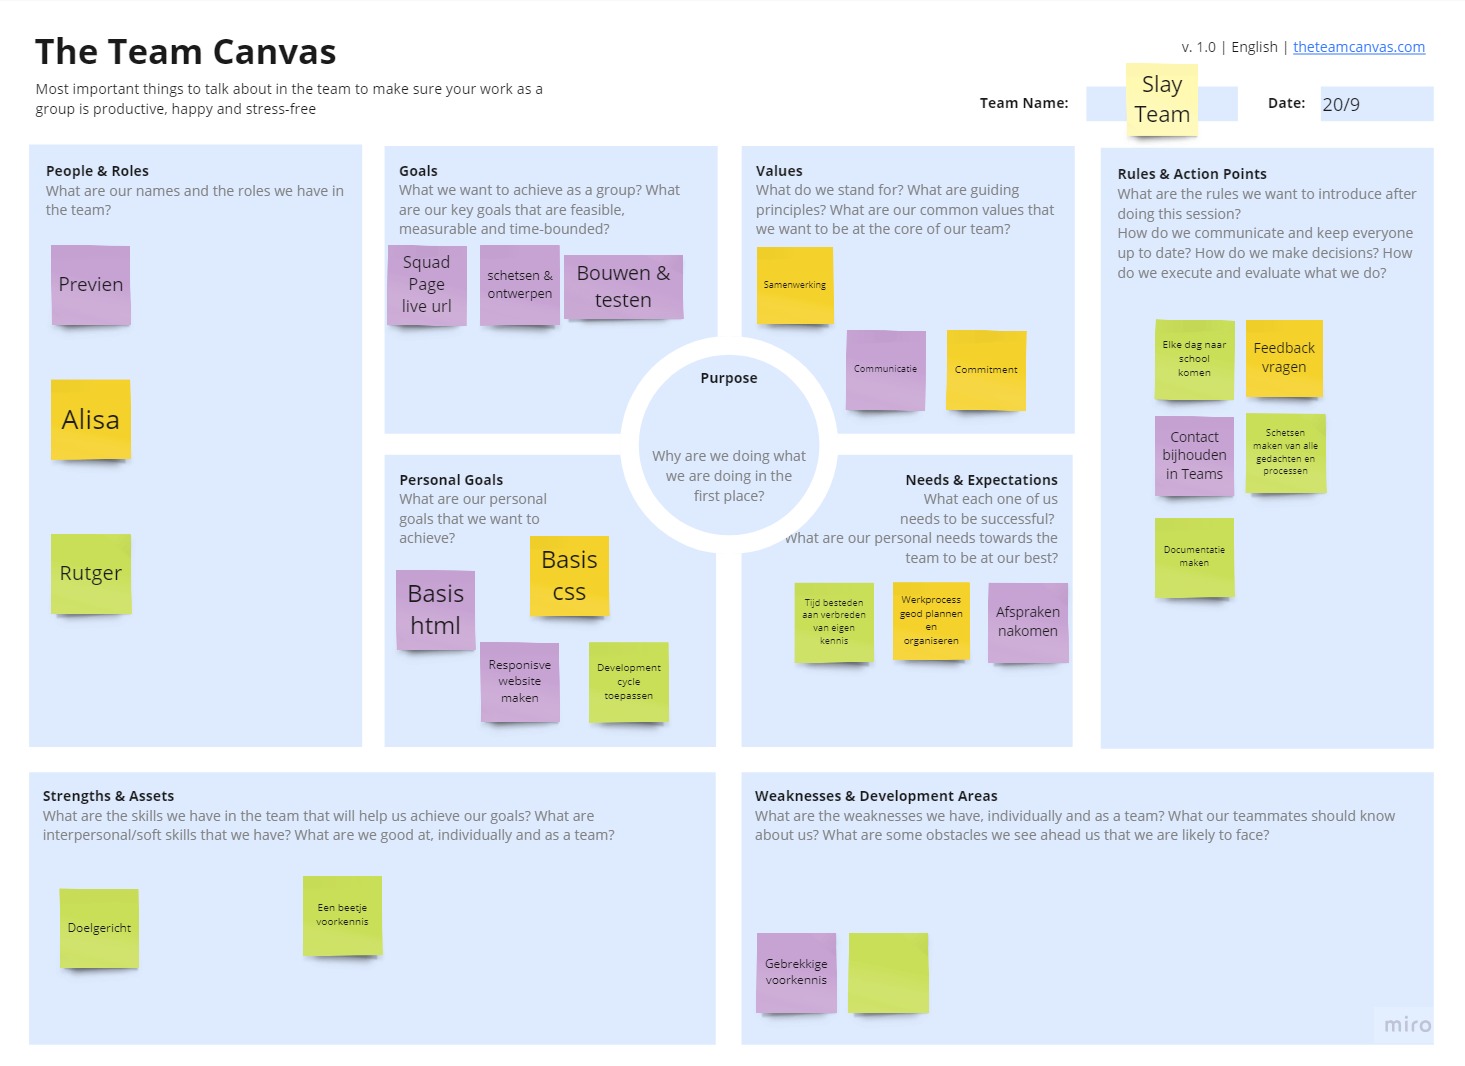 The Team Canvas
Most important things to talk about in the team to make sure your work as a
group is productive, happy and stress-free
v. 1.0 | English | theteamcanvas.com
Team Name:
Slay
Team
Date:
20/9
People & Roles
What are our names and the roles we have in
the team?
Previen
Alisa
Rutger
Goals
What we want to achieve as a group? What
are our key goals that are feasible,
measurable and time-bounded?
Squad
Page
live url
schetsen &
ontwerpen
Bouwen &
testen
Values
What do we stand for? What are guiding
principles? What are our common values that
we want to be at the core of our team?
Samenwerking
Communicatie
Commitment
Rules & Action Points
What are the rules we want to introduce after
doing this session?
How do we communicate and keep everyone
up to date? How do we make decisions? How
do we execute and evaluate what we do?
Elke dag naar
school
komen
Feedback
vragen
Contact
bijhouden
in Teams
Schetsen
maken van alle
gedachten en
processen
Documentatie
maken
Purpose
Why are we doing what
we are doing in the
first place?
Personal Goals
What are our personal
goals that we want to
achieve?
Basis
html
Basis
css
Responisve
website
maken
Development
cycle
toepassen
Needs & Expectations
What each one of us
needs to be successful?
What are our personal needs towards the
team to be at our best?
Tijd besteden
aan verbreden
van eigen
kennis
Werkprocess
geod plannen
en
organiseren
Afspraken
nakomen
Strengths & Assets
What are the skills we have in the team that will help us achieve our goals? What are
interpersonal/soft skills that we have? What are we good at, individually and as a team?
Doelgericht
Een beetje
voorkennis
Weaknesses & Development Areas
What are the weaknesses we have, individually and as a team? What our teammates should know
about us? What are some obstacles we see ahead us that we are likely to face?
Gebrekkige
voorkennis
miro